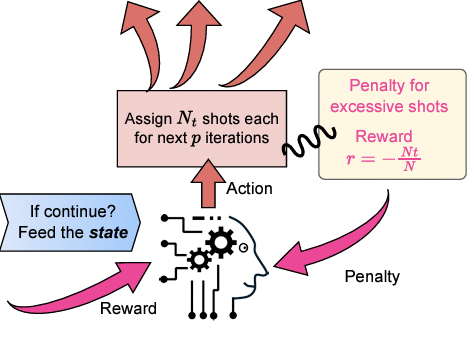 Assign N_t shots each
for next p iterations
Penalty for
excessive shots
Reward
r = -\frac{Nt}{N}
Action
If continue?
Feed the state
Reward
Penalty